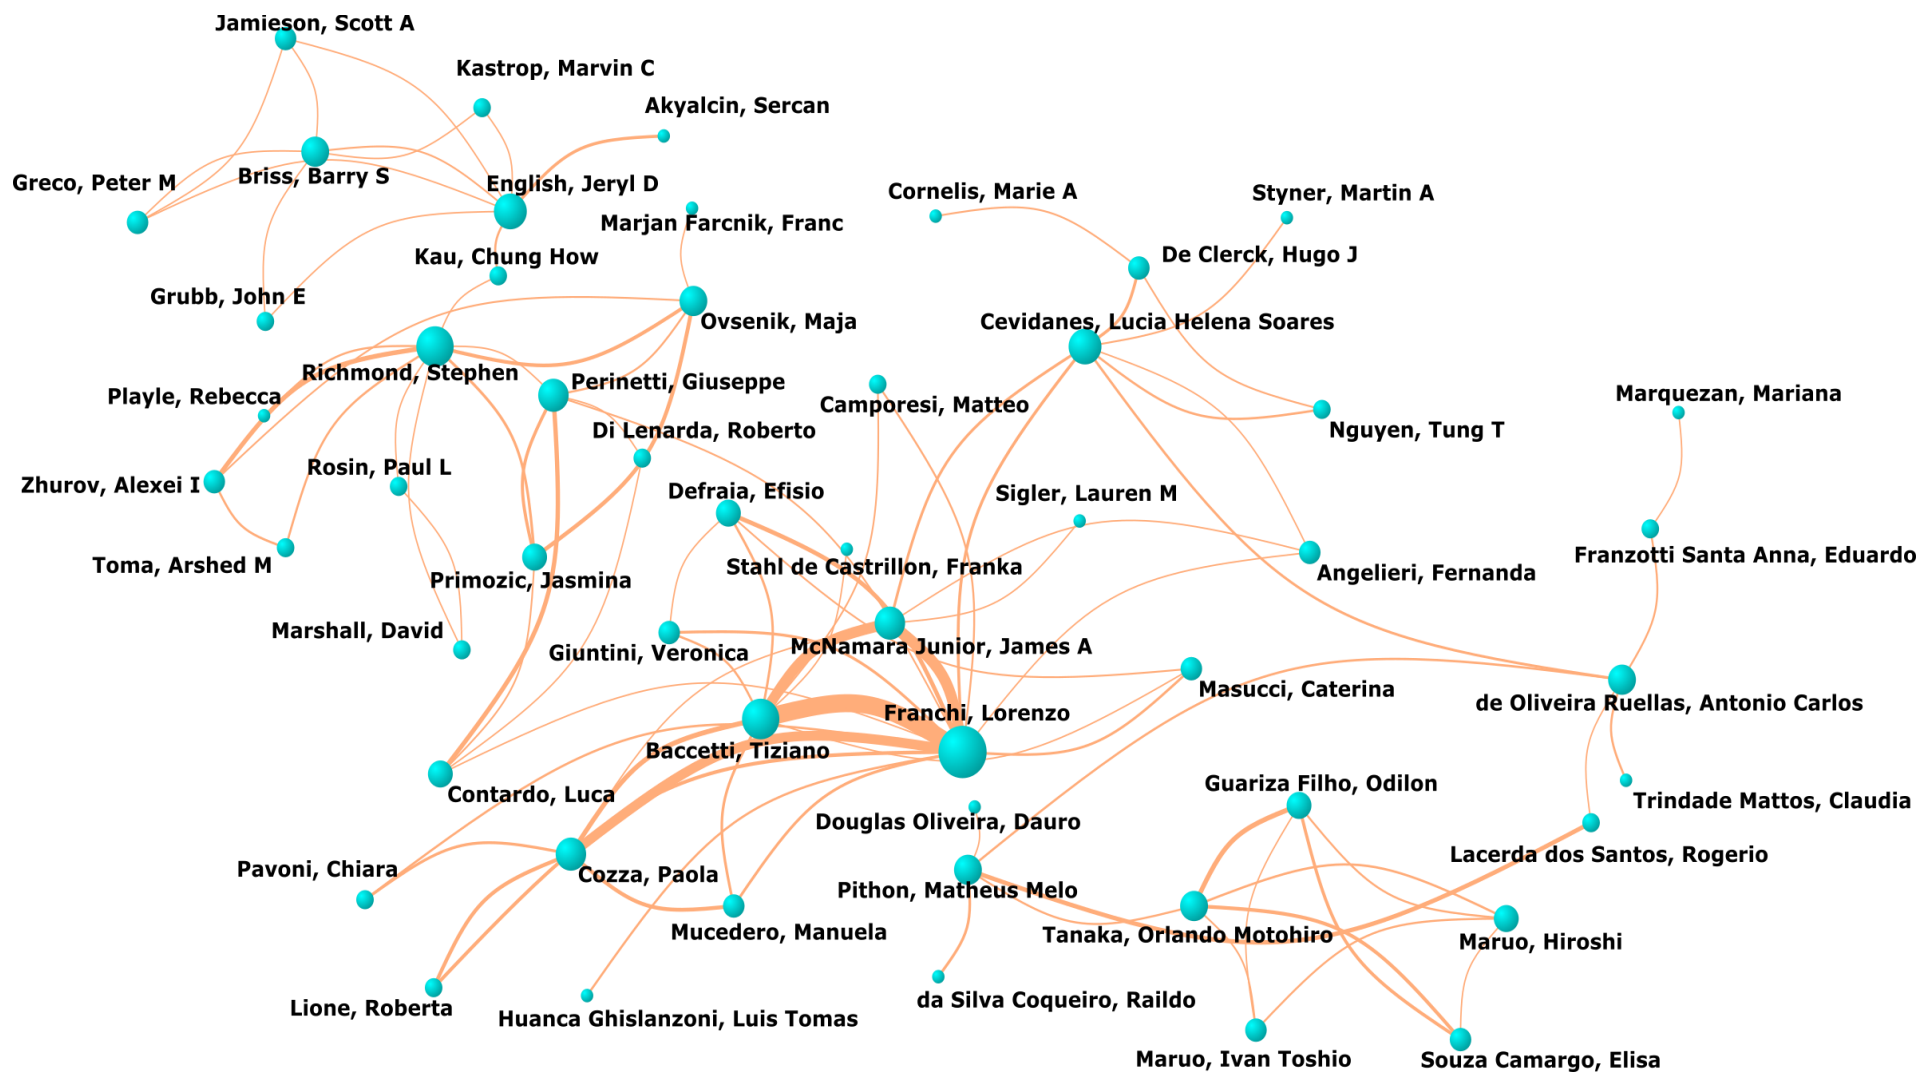 Jamieson, Scott A
Kastrop, Marvin C
Akyalcin, Sercan
Greco, Peter M
Briss, Barry S
English, Jeryl D
Cornelis, Marie A
Styner, Martin A
Marjan Farcnik, Franc
Kau, Chung How
De Clerck, Hugo J
Grubb, John E
Ovsenik, Maja
Cevidanes, Lucia Helena Soares
Richmond, Stephen
Perinetti, Giuseppe
Playle, Rebecca
Camporesi, Matteo
Marquezan, Mariana
Di Lenarda, Roberto
Nguyen, Tung T
Rosin, Paul L
Zhurov, Alexei I
Defraia, Efisio
Sigler, Lauren M
Toma, Arshed M
Primozic, Jasmina
Stahl de Castrillon, Franka
Angelieri, Fernanda
Franzotti Santa Anna, Eduardo
Marshall, David
Giuntini, Veronica
McNamara Junior, James A
Masucci, Caterina
de Oliveira Ruellas, Antonio Carlos
Franchi, Lorenzo
Baccetti, Tiziano
Contardo, Luca
Guariza Filho, Odilon
Trindade Mattos, Claudia
Douglas Oliveira, Dauro
Lacerda dos Santos, Rogerio
Pavoni, Chiara
Cozza, Paola
Pithon, Matheus Melo
Mucedero, Manuela
Tanaka, Orlando Motohiro
Maruo, Hiroshi
Lione, Roberta
Huanca Ghislanzoni, Luis Tomas
da Silva Coqueiro, Raildo
Maruo, Ivan Toshio
Souza Camargo, Elisa